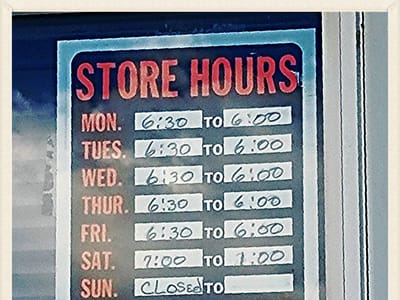 STORE HOURS
MON. 6:30 TO 6:00
TUES. 6:30 TO 6:00
WED. 6:30 TO 6:00
THUR. 6:30 TO 6:00
FRI. 6:30 TO 6:00
SAT. 7:00 TO 1:00
SUN. CLOSED TO